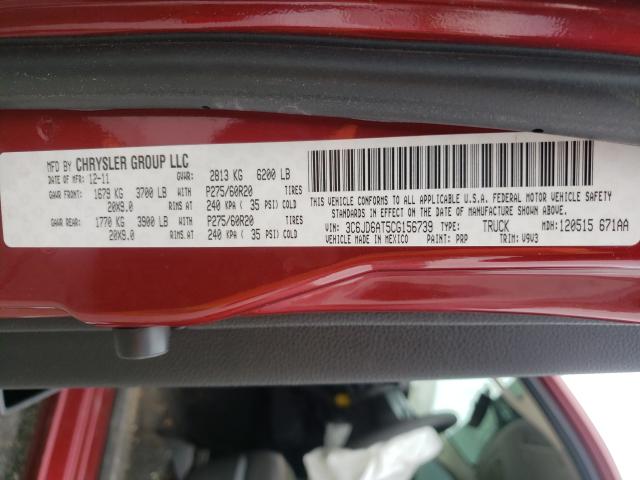 MFD BY CHRYSLER GROUP LLC
DATE OF MFR: 12-11 GVWR: 2813 KG 6200 LB
GAWR FRONT: 1679 KG 3700 LB WITH P275/60R20 TIRES
20X9.0 RIMS AT 240 KPA ( 35 PSI) COLD
GAWR REAR: 1770 KG 3900 LB WITH P275/60R20 TIRES
20X9.0 RIMS AT 240 KPA ( 35 PSI) COLD
THIS VEHICLE CONFORMS TO ALL APPLICABLE U.S.A. FEDERAL MOTOR VEHICLE SAFETY
STANDARDS IN EFFECT ON THE DATE OF MANUFACTURE SHOWN ABOVE.
VIN: 3C6JD6AT5CG156739 TYPE: TRUCK MDH: 120515 671AA
VEHICLE MADE IN MEXICO PAINT: PRP TRIM: V9V3